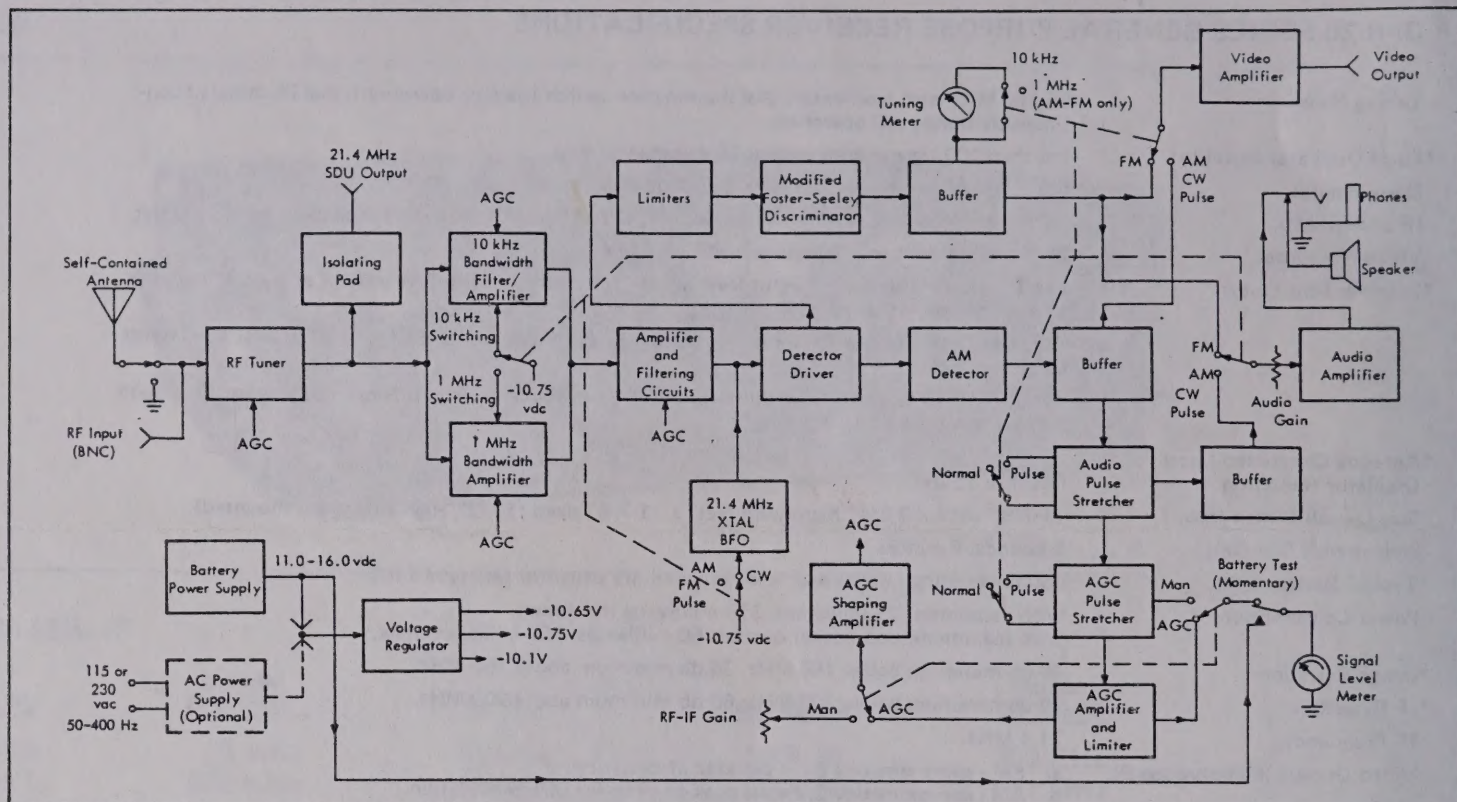 10 kHz
1 MHz
(AM-FM only)
Tuning
Meter
Video
Amplifier
Video
Output
21.4 MHz
SDU Output
AGC
Limiters
Modified
Foster-Seeley
Discriminator
Buffer
FM
AM
CW
Pulse
Phones
Speaker
Self-Contained
Antenna
Isolating
Pad
10 kHz
Bandwidth
Filter/
Amplifier
10 kHz
Switching
RF Tuner
Amplifier
and
Filtering
Circuits
Detector
Driver
AM
Detector
Buffer
FM
AM
CW
Pulse
Audio
Gain
Audio
Amplifier
1 MHz
Switching
-10.75
vdc
RF Input
(BNC)
AGC
1 MHz
Bandwidth
Amplifier
AGC
AGC
21.4 MHz
XTAL
BFO
Normal
Pulse
Audio
Pulse
Stretcher
Buffer
Battery
Power Supply
11.0-16.0 vdc
AM
FM
Pulse
CW
-10.75 vdc
AGC
AGC
Shaping
Amplifier
Normal
Pulse
AGC
Pulse
Stretcher
Man
AGC
Battery Test
(Momentary)
Voltage
Regulator
-10.65V
-10.75V
-10.1V
115 or
230
vac
50-400 Hz
AC Power
Supply
(Optional)
RF-IF Gain
Man
AGC
AGC
Amplifier
and
Limiter
Signal
Level
Meter